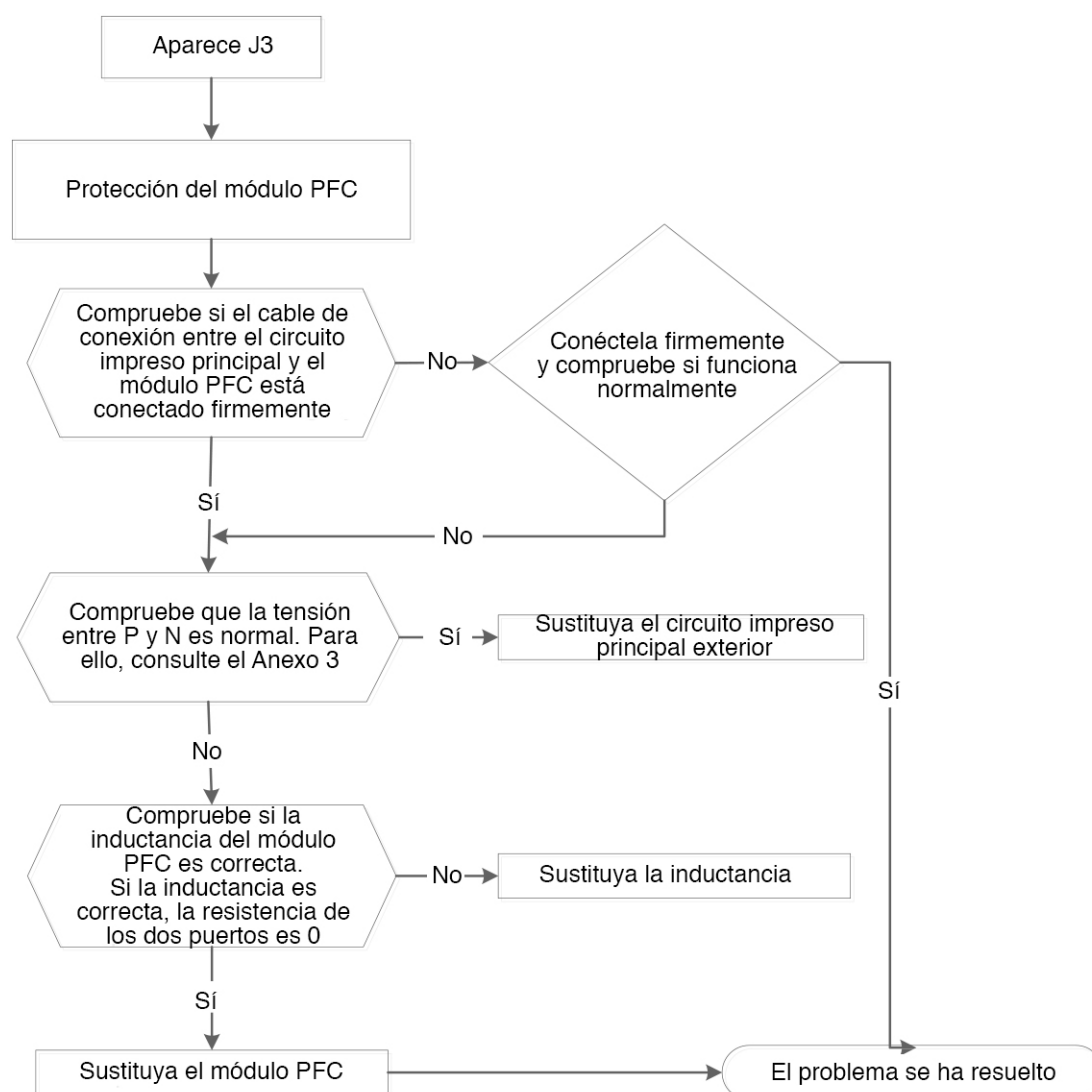 Aparece J3
Protección del módulo PFC
Compruebe si el cable de
conexión entre el circuito
impreso principal y el
módulo PFC está
conectado firmemente
No
Conéctela firmemente
y compruebe si funciona
normalmente
Sí
No
Compruebe que la tensión
entre P y N es normal. Para
ello, consulte el Anexo 3
Sí
Sustituya el circuito impreso
principal exterior
Sí
No
Compruebe si la
inductancia del módulo
PFC es correcta.
Si la inductancia es
correcta, la resistencia de
los dos puertos es 0
No
Sustituya la inductancia
Sí
Sustituya el módulo PFC
El problema se ha resuelto